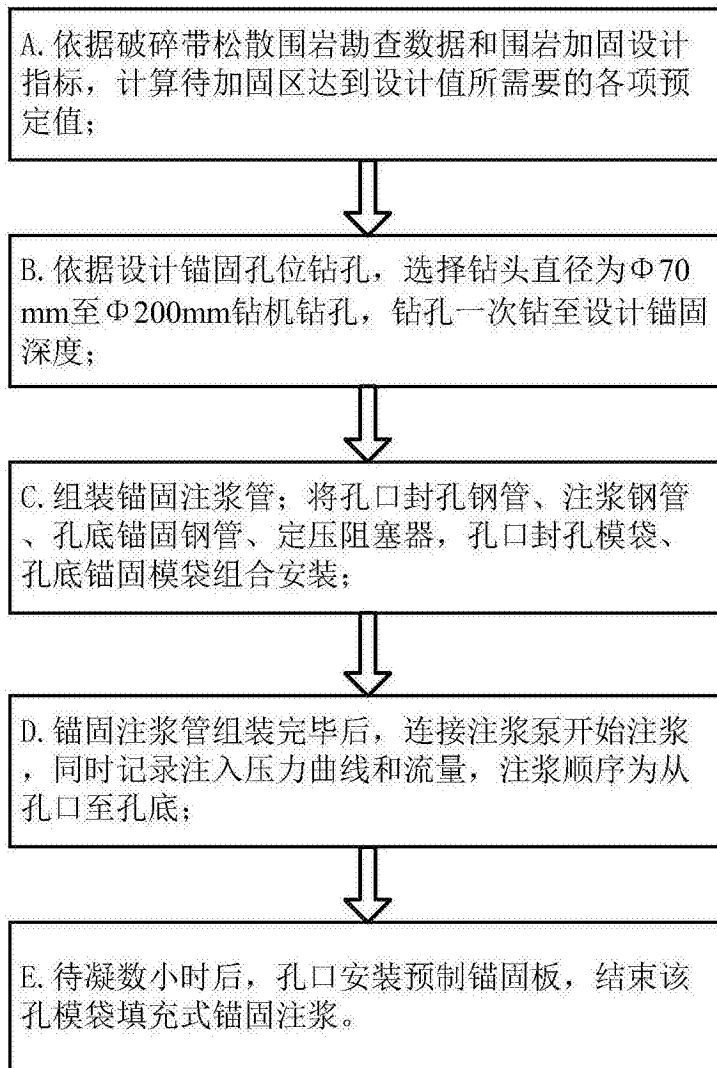 A.依据破碎带松散围岩勘查数据和围岩加固设计
指标，计算待加固区达到设计值所需要的各项预
定值；
B.依据设计锚固孔位钻孔，选择钻头直径为Φ70
mm至Φ200mm钻机钻孔，钻孔一次钻至设计锚固
深度；
C.组装锚固注浆管；将孔口封孔钢管、注浆钢管
、孔底锚固钢管、定压阻塞器，孔口封孔模袋、
孔底锚固模袋组合安装；
D.锚固注浆管组装完毕后，连接注浆泵开始注浆
，同时记录注入压力曲线和流量，注浆顺序为从
孔口至孔底；
E.待凝数小时后，孔口安装预制锚固板，结束该
孔模袋填充式锚固注浆。